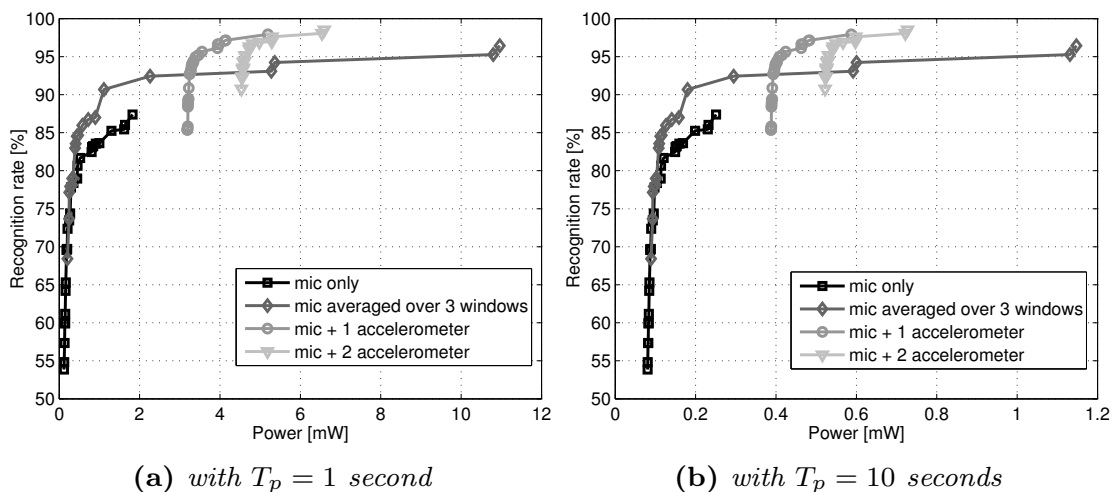 100
95
90
85
80
75
70
65
60
55
50
Recognition rate [%]
mic only
mic averaged over 3 windows
mic + 1 accelerometer
mic + 2 accelerometer
0 2 4 6 8 10 12
Power [mW]
(a) with T_p = 1 second
100
95
90
85
80
75
70
65
60
55
50
Recognition rate [%]
mic only
mic averaged over 3 windows
mic + 1 accelerometer
mic + 2 accelerometer
0 0.2 0.4 0.6 0.8 1 1.2
Power [mW]
(b) with T_p = 10 seconds